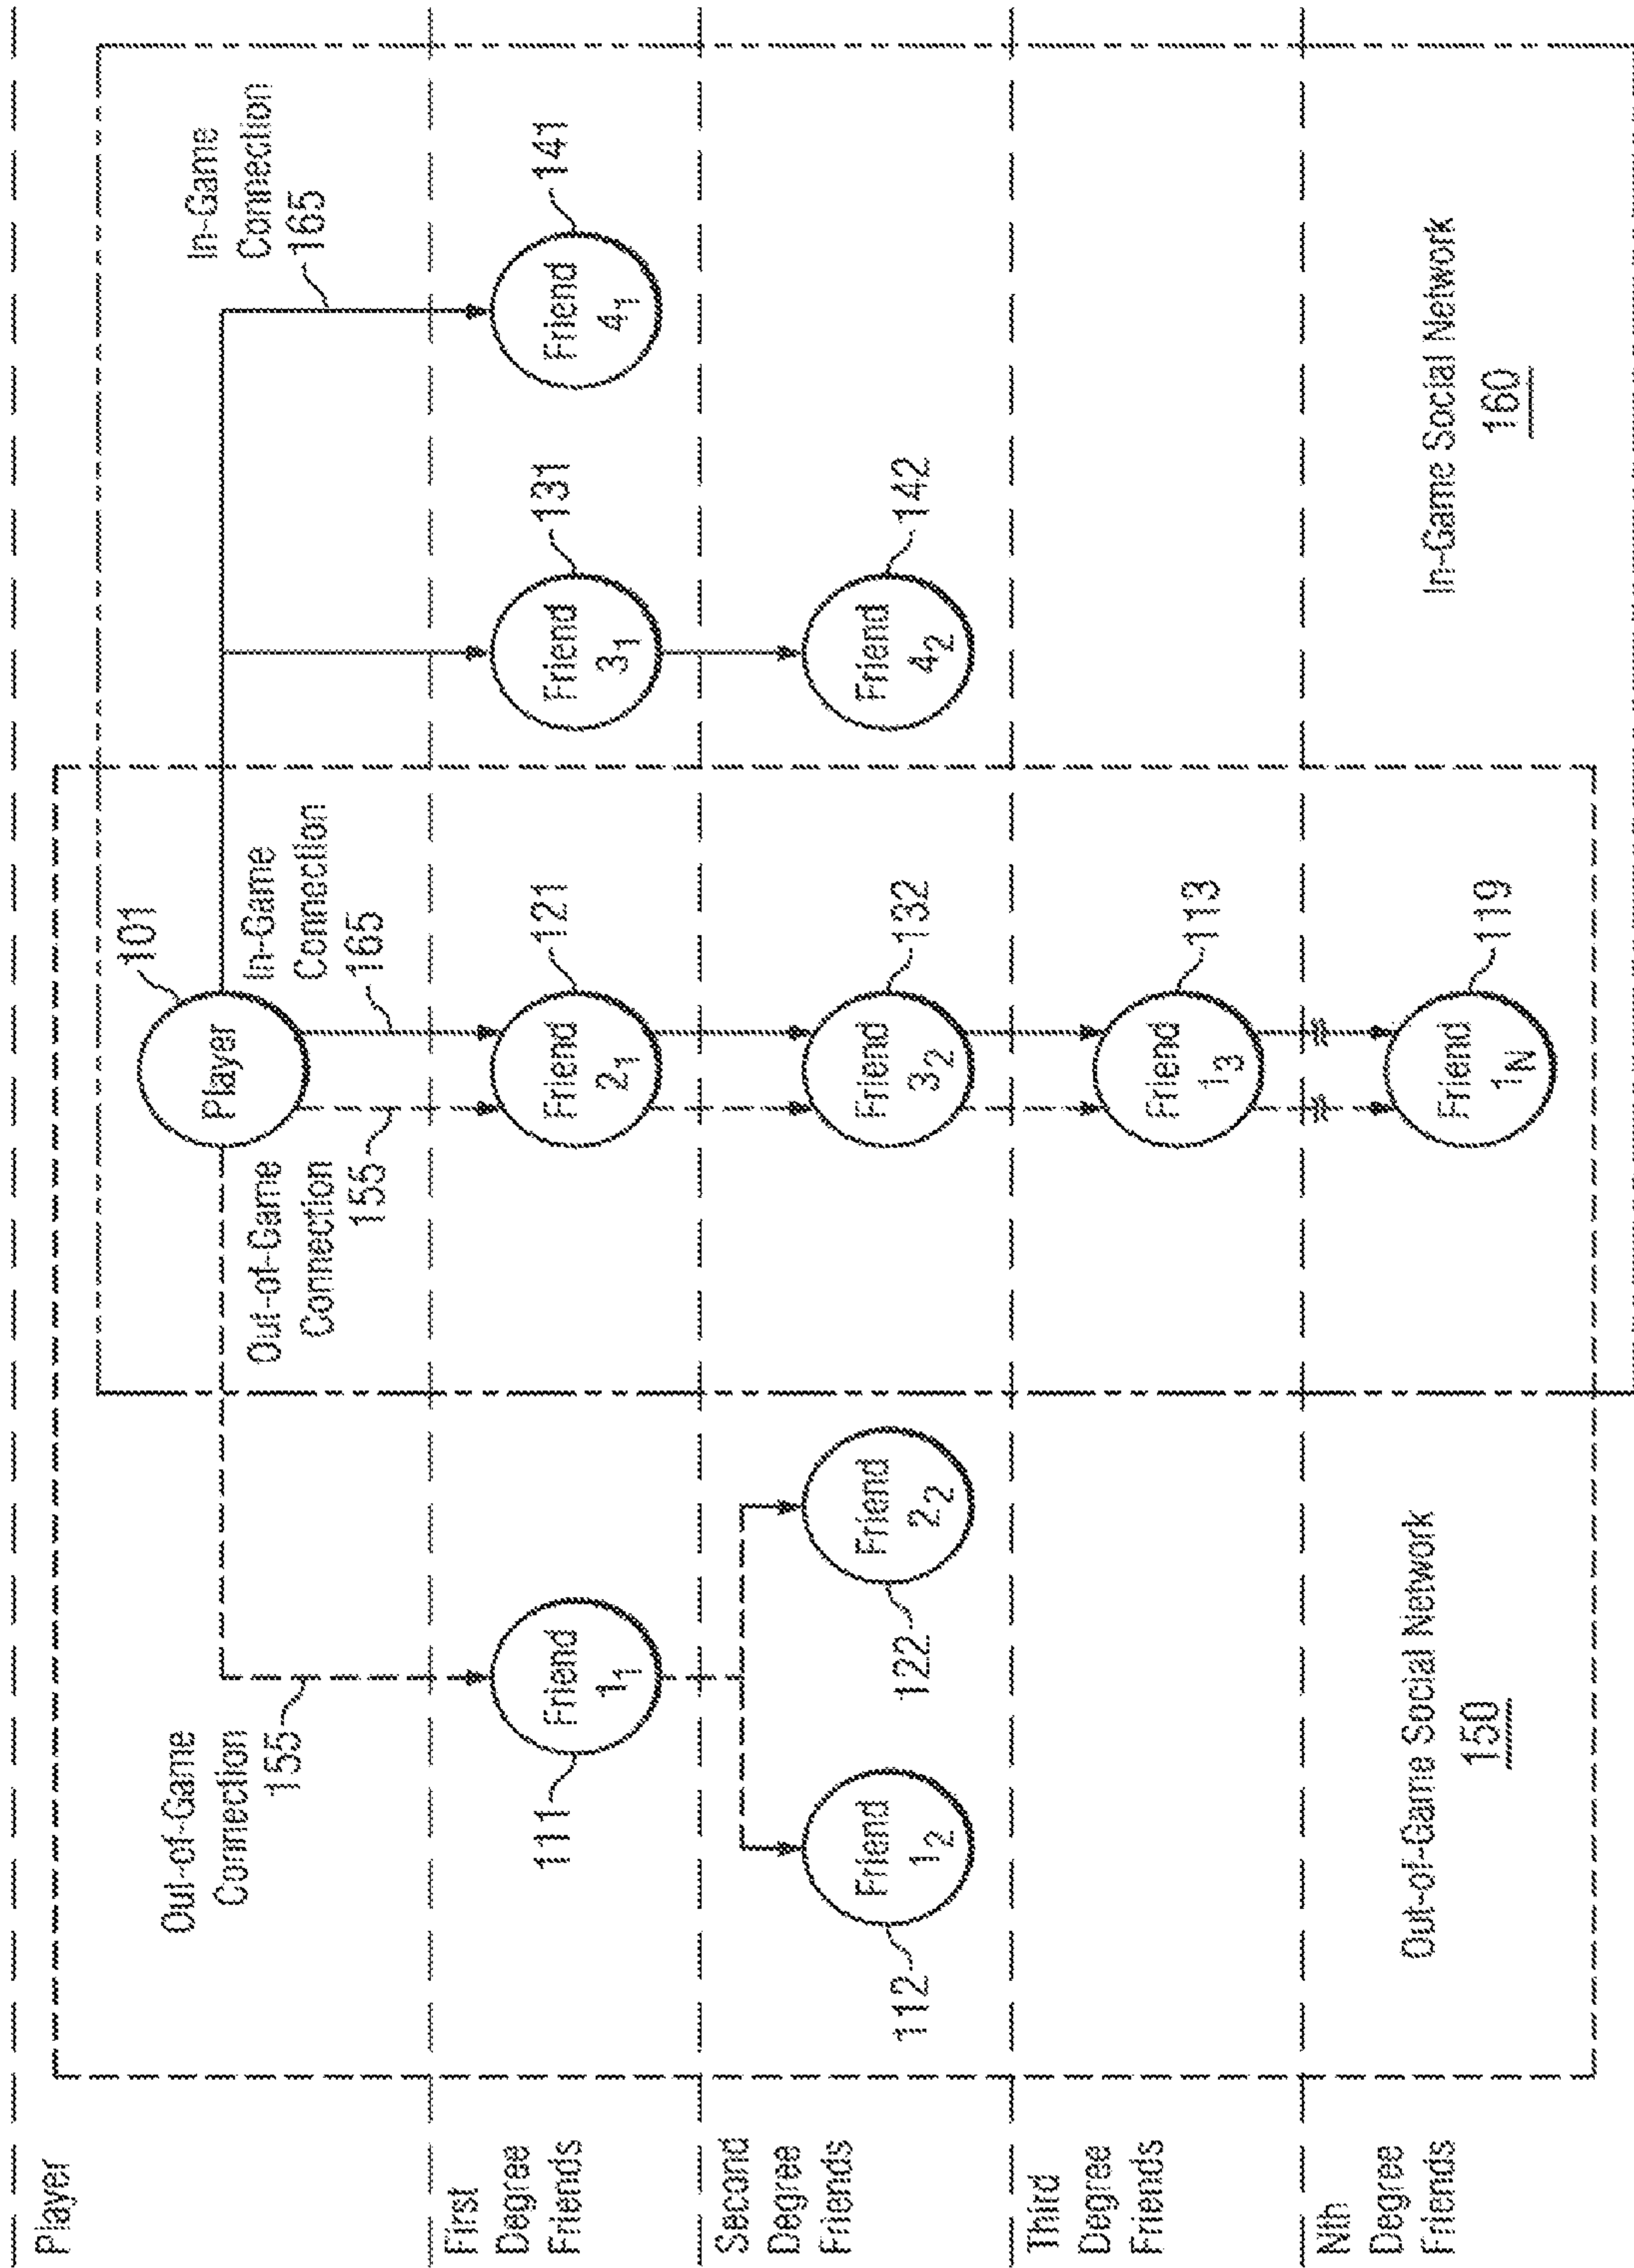 Player
Out-of-Game
Connection
155
Player
101
Out-of-Game
Connection
155
In-Game
Connection
165
In-Game
Connection
165
First
Degree
Friends
111
Friend
1₁
Friend
2₁
121
Friend
3₁
131
Friend
4₁
141
Second
Degree
Friends
112
Friend
1₂
122
Friend
2₂
Friend
3₂
132
Friend
4₂
142
Third
Degree
Friends
Friend
1₃
113
Nth
Degree
Friends
Out-of-Game Social Network
150
Friend
1N
119
In-Game Social Network
160